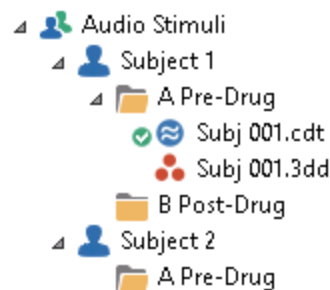 Audio Stimuli
Subject 1
A Pre-Drug
Subj 001.cdt
Subj 001.3dd
B Post-Drug
Subject 2
A Pre-Drug